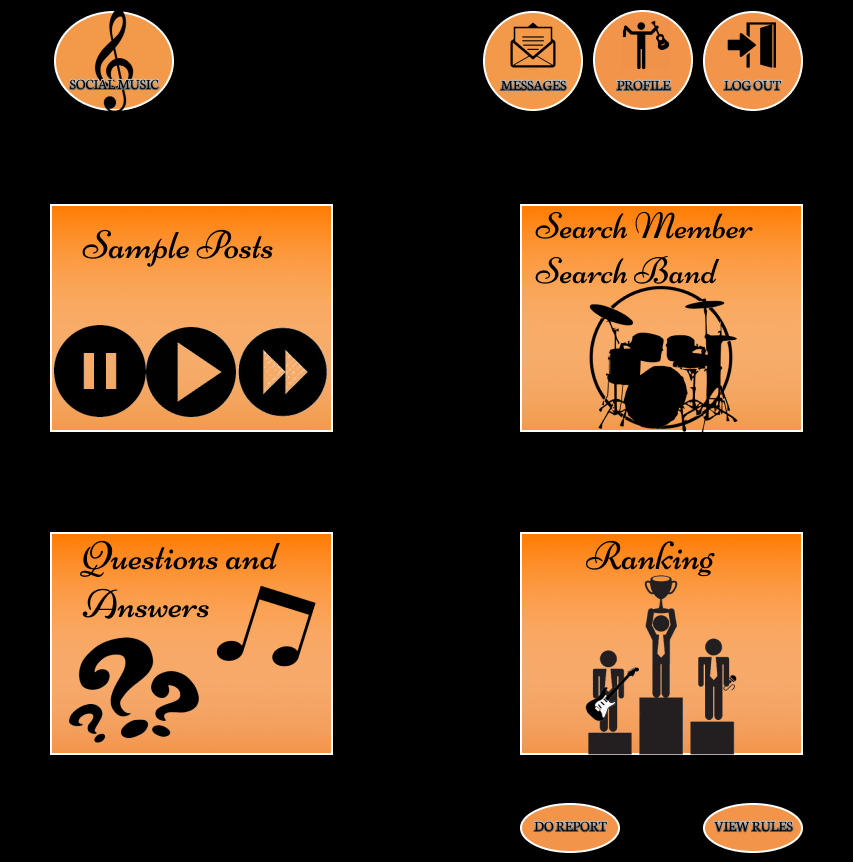 SOCIAL MUSIC
MESSAGES
PROFILE
LOG OUT
Sample Posts
Search Member
Search Band
Questions and
Answers
Ranking
DO REPORT
VIEW RULES